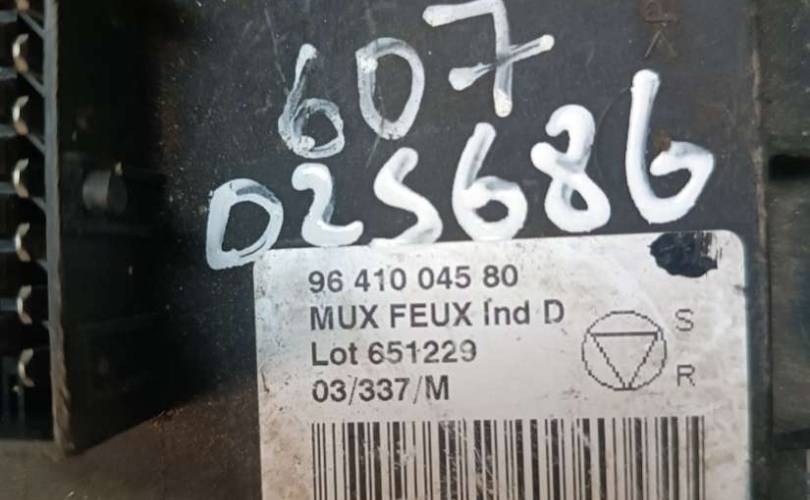 607
025686
96 410 045 80
MUX FEUX Ind D
Lot 651229
03/337/M
S
R